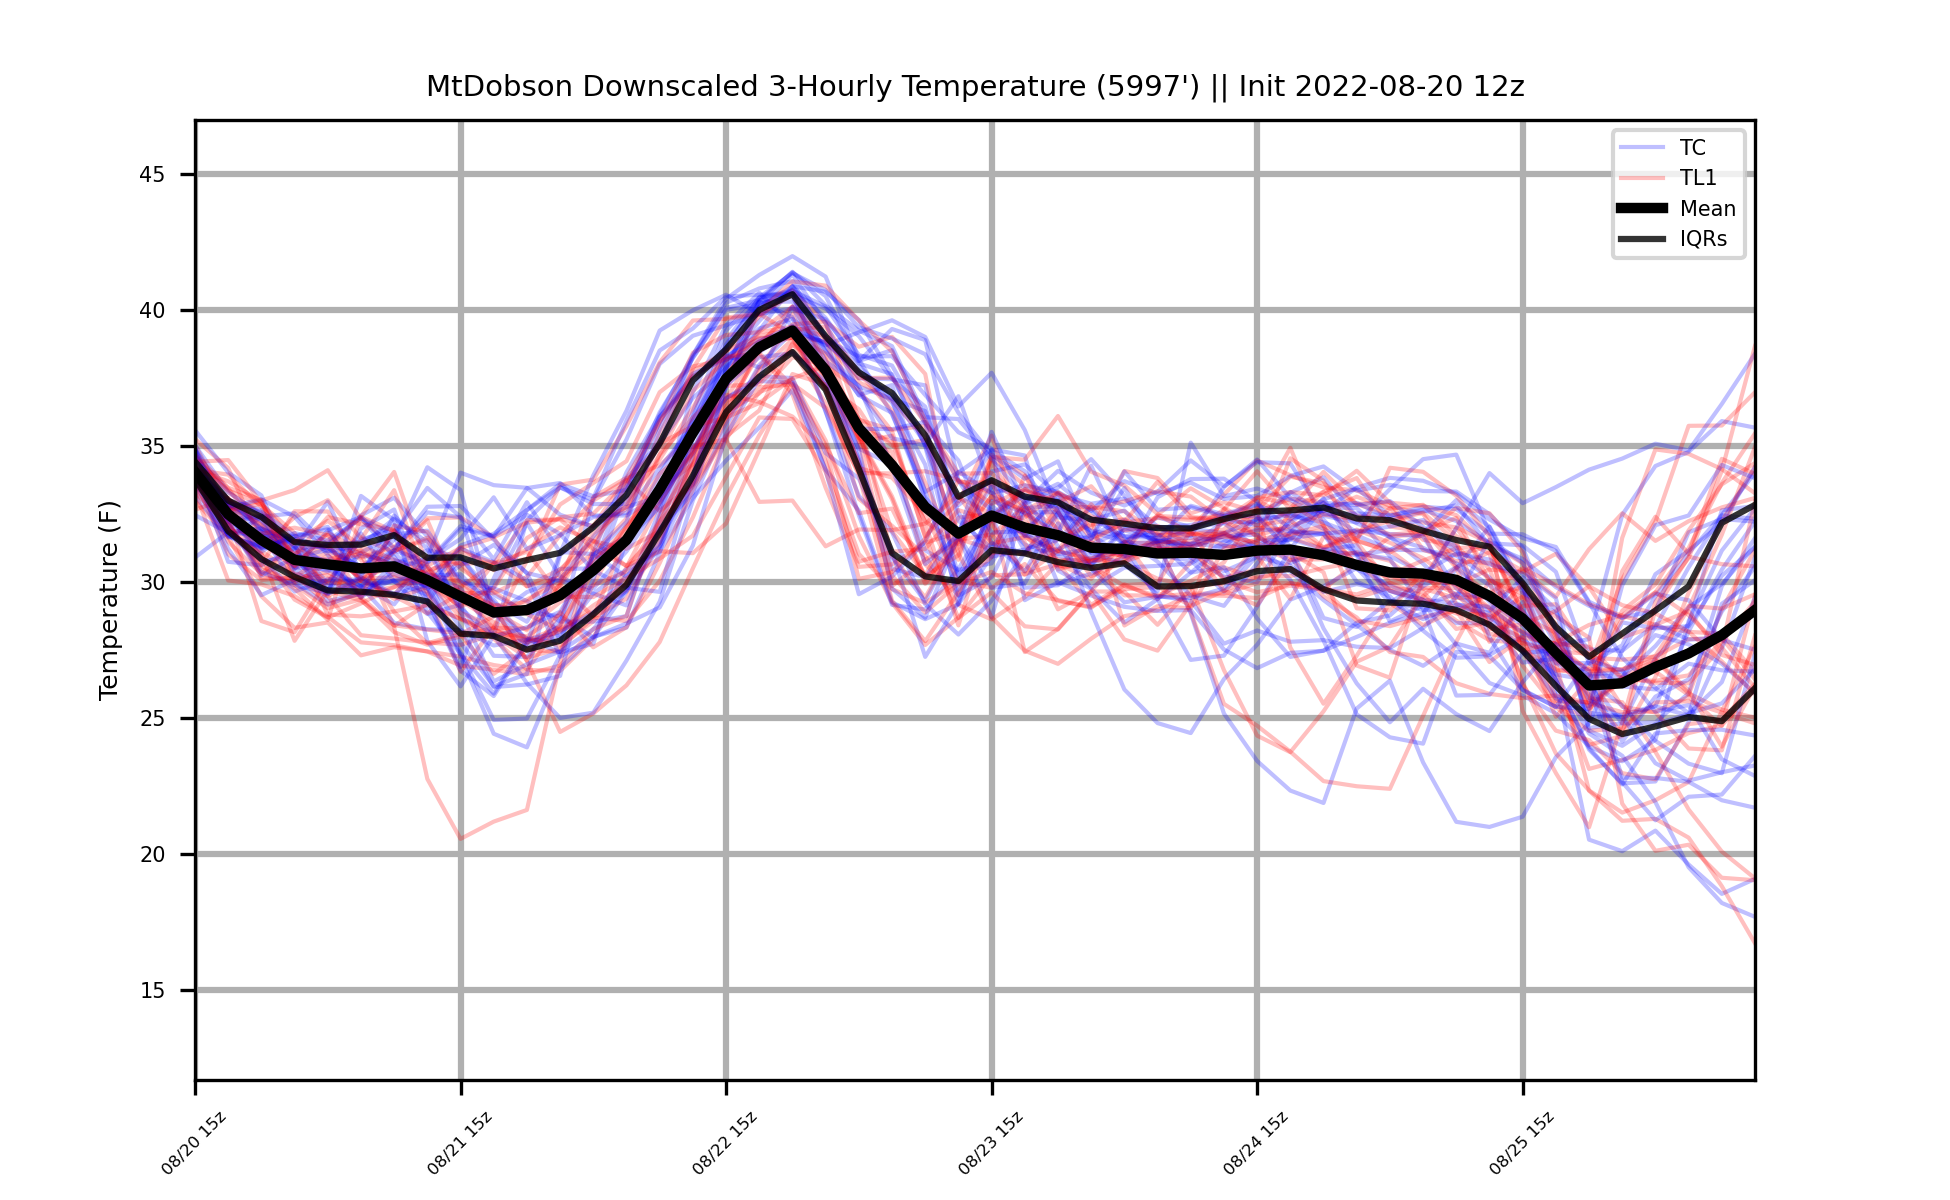 MtDobson Downscaled 3-Hourly Temperature (5997') || Init 2022-08-20 12z
TC
TL1
Mean
IQRs
Temperature (F)
45
40
35
30
25
20
15
08/20 15z
08/21 15z
08/22 15z
08/23 15z
08/24 15z
08/25 15z